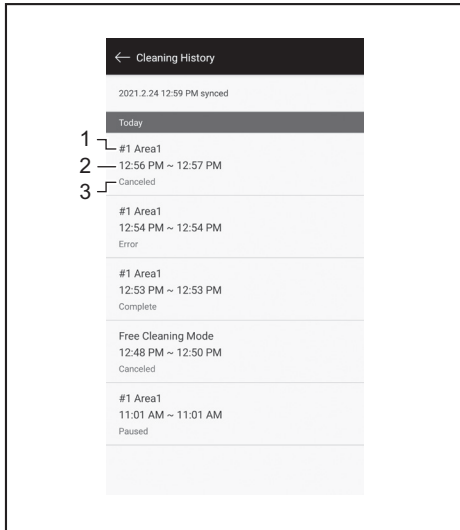 ← Cleaning History
2021.2.24 12:59 PM synced
Today
1
#1 Area1
2
12:56 PM ~ 12:57 PM
3
Canceled
#1 Area1
12:54 PM ~ 12:54 PM
Error
#1 Area1
12:53 PM ~ 12:53 PM
Complete
Free Cleaning Mode
12:48 PM ~ 12:50 PM
Canceled
#1 Area1
11:01 AM ~ 11:01 AM
Paused